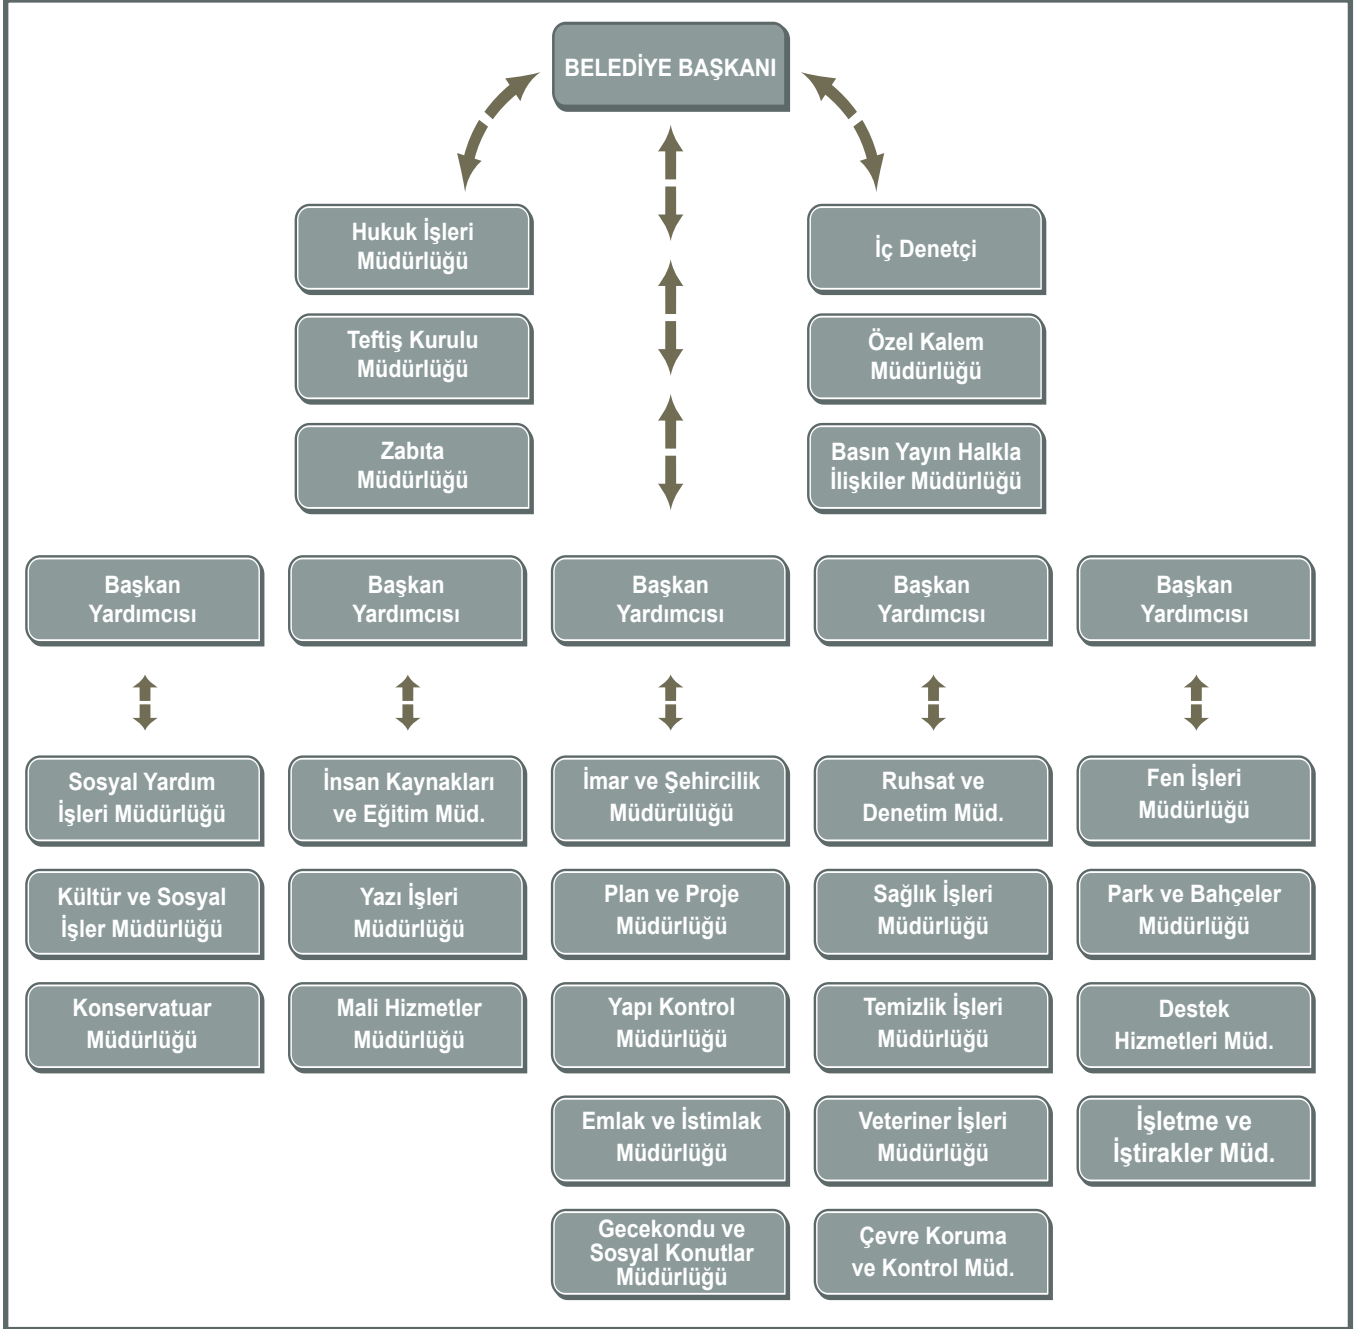 BELEDİYE BAŞKANI
Hukuk İşleri
Müdürlüğü
Teftiş Kurulu
Müdürlüğü
Zabıta
Müdürlüğü
İç Denetçi
Özel Kalem
Müdürlüğü
Basın Yayın Halkla
İlişkiler Müdürlüğü
Başkan
Yardımcısı
Sosyal Yardım
İşleri Müdürlüğü
Kültür ve Sosyal
İşler Müdürlüğü
Konservatuar
Müdürlüğü
Başkan
Yardımcısı
İnsan Kaynakları
ve Eğitim Müd.
Yazı İşleri
Müdürlüğü
Mali Hizmetler
Müdürlüğü
Başkan
Yardımcısı
İmar ve Şehircilik
Müdürülüğü
Plan ve Proje
Müdürlüğü
Yapı Kontrol
Müdürlüğü
Emlak ve İstimlak
Müdürlüğü
Gecekondu ve
Sosyal Konutlar
Müdürlüğü
Başkan
Yardımcısı
Ruhsat ve
Denetim Müd.
Sağlık İşleri
Müdürlüğü
Temizlik İşleri
Müdürlüğü
Veteriner İşleri
Müdürlüğü
Çevre Koruma
ve Kontrol Müd.
Başkan
Yardımcısı
Fen İşleri
Müdürlüğü
Park ve Bahçeler
Müdürlüğü
Destek
Hizmetleri Müd.
İşletme ve
İştirakler Müd.